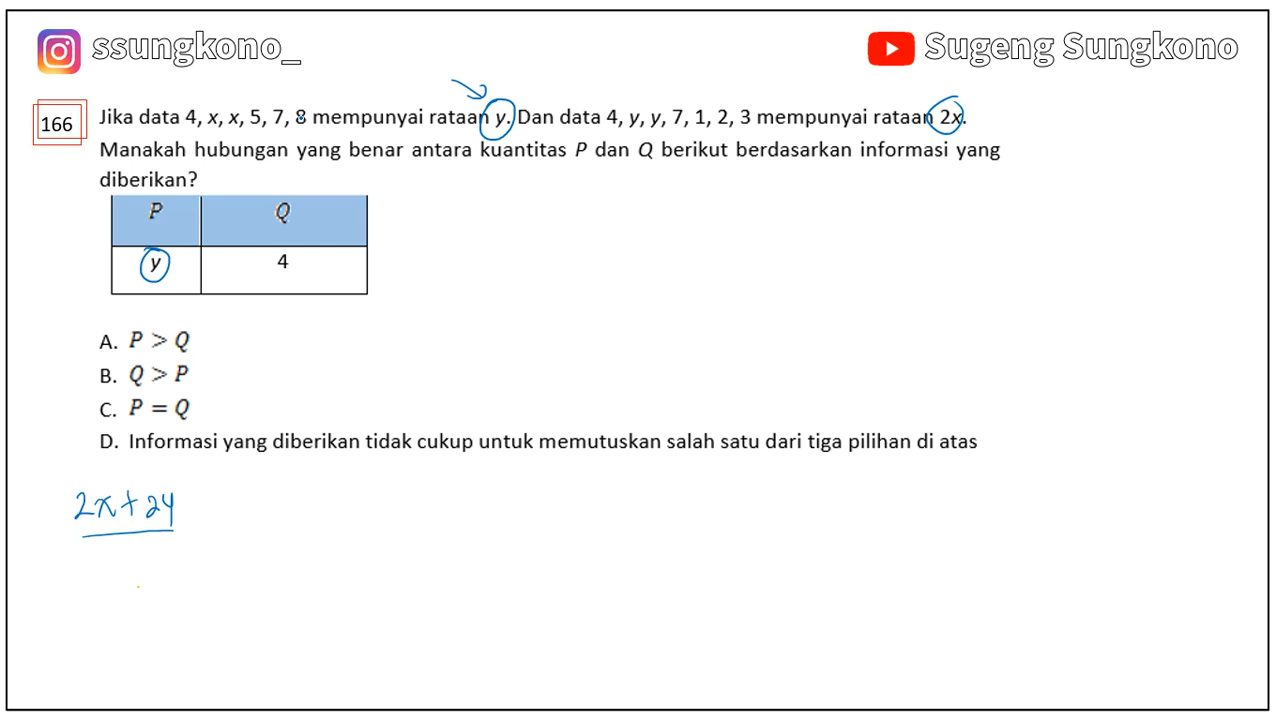 ssungkono_
Sugeng Sungkono
166
Jika data 4, x, x, 5, 7, 8 mempunyai rataan y. Dan data 4, y, y, 7, 1, 2, 3 mempunyai rataan 2x.
Manakah hubungan yang benar antara kuantitas P dan Q berikut berdasarkan informasi yang
diberikan?
P Q
y 4
A. P > Q
B. Q > P
C. P = Q
D. Informasi yang diberikan tidak cukup untuk memutuskan salah satu dari tiga pilihan di atas
2x+24